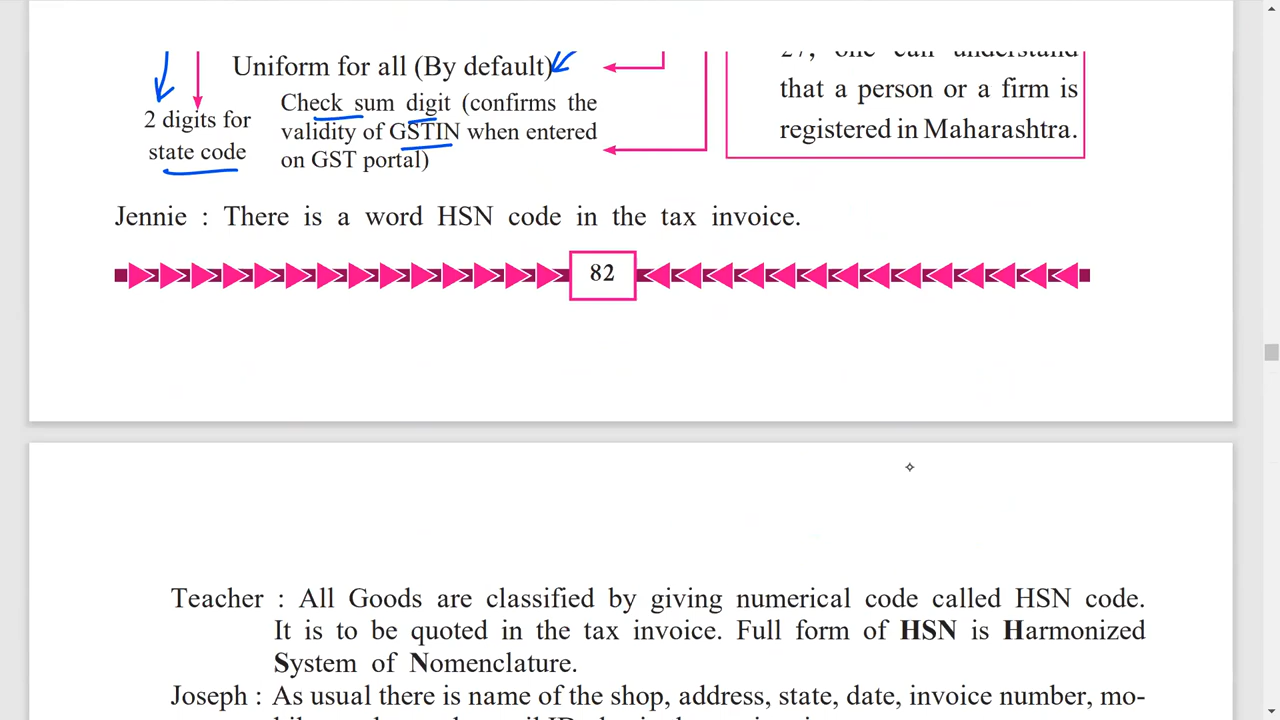 27, one can understand
Uniform for all (By default)
that a person or a firm is
registered in Maharashtra.
2 digits for
state code
Check sum digit (confirms the
validity of GSTIN when entered
on GST portal)
Jennie : There is a word HSN code in the tax invoice.
82
Teacher : All Goods are classified by giving numerical code called HSN code.
It is to be quoted in the tax invoice. Full form of HSN is Harmonized
System of Nomenclature.
Joseph : As usual there is name of the shop, address, state, date, invoice number, mo-